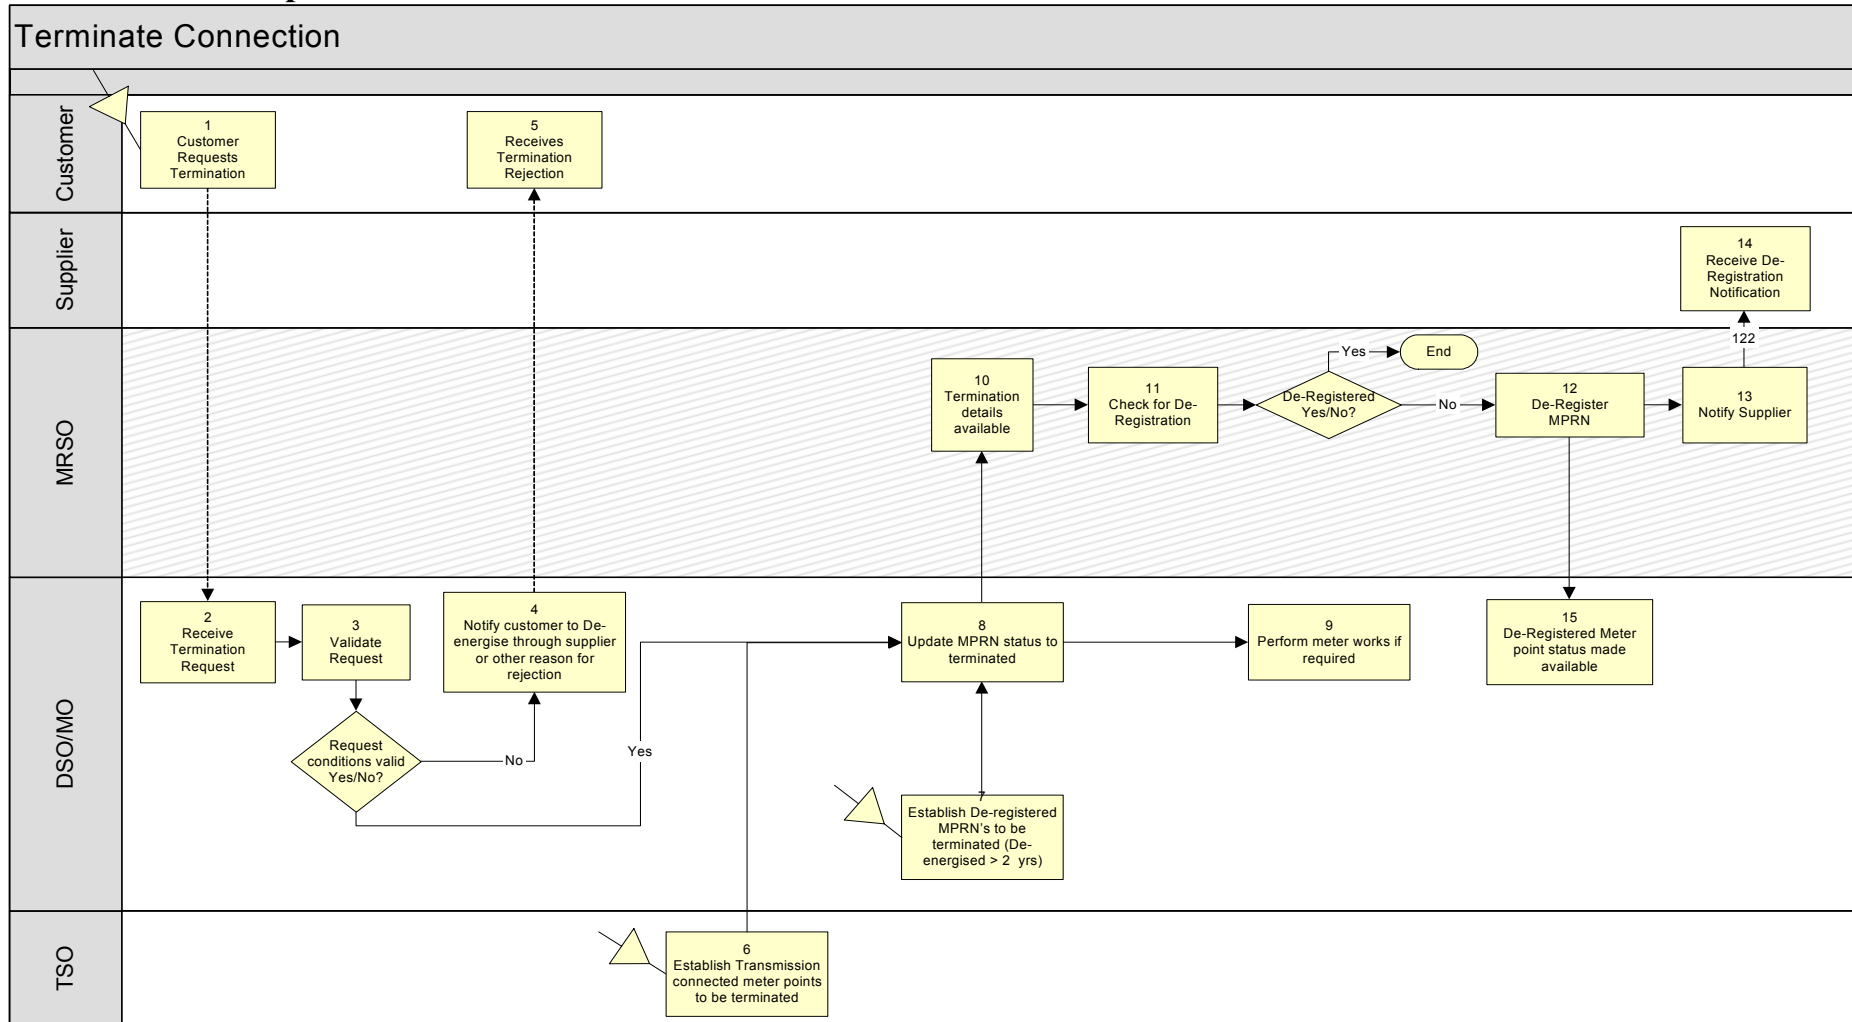 Terminate Connection
Customer
1
Customer
Requests
Termination
5
Receives
Termination
Rejection
Supplier
14
Receive De-
Registration
Notification
122
MRSO
10
Termination
details
available
11
Check for De-
Registration
De-Registered
Yes/No?
Yes
End
No
12
De-Register
MPRN
13
Notify Supplier
DSO/MO
2
Receive
Termination
Request
3
Validate
Request
4
Notify customer to De-
energise through supplier
or other reason for
rejection
Request
conditions valid
Yes/No?
No
Yes
8
Update MPRN status to
terminated
9
Perform meter works if
required
15
De-Registered Meter
point status made
available
7
Establish De-registered
MPRN's to be
terminated (De-
energised > 2 yrs)
TSO
6
Establish Transmission
connected meter points
to be terminated